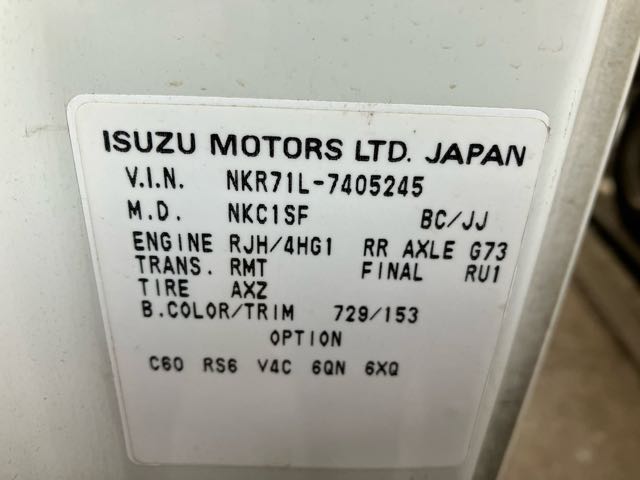 ISUZU MOTORS LTD. JAPAN
V.I.N. NKR71L-7405245
M.D. NKC1SF BC/JJ
ENGINE RJH/4HG1 RR AXLE G73
TRANS. RMT FINAL RU1
TIRE AXZ
B.COLOR/TRIM 729/153
OPTION
C60 RS6 V4C 6QN 6XQ